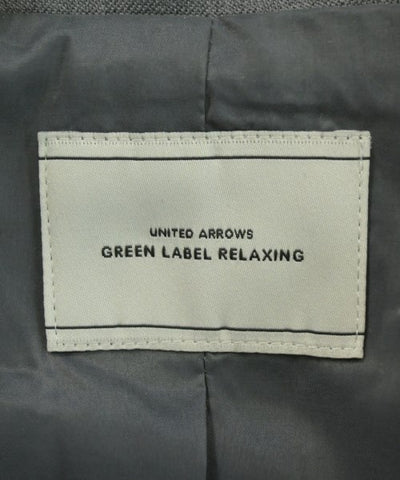 UNITED ARROWS
GREEN LABEL RELAXING